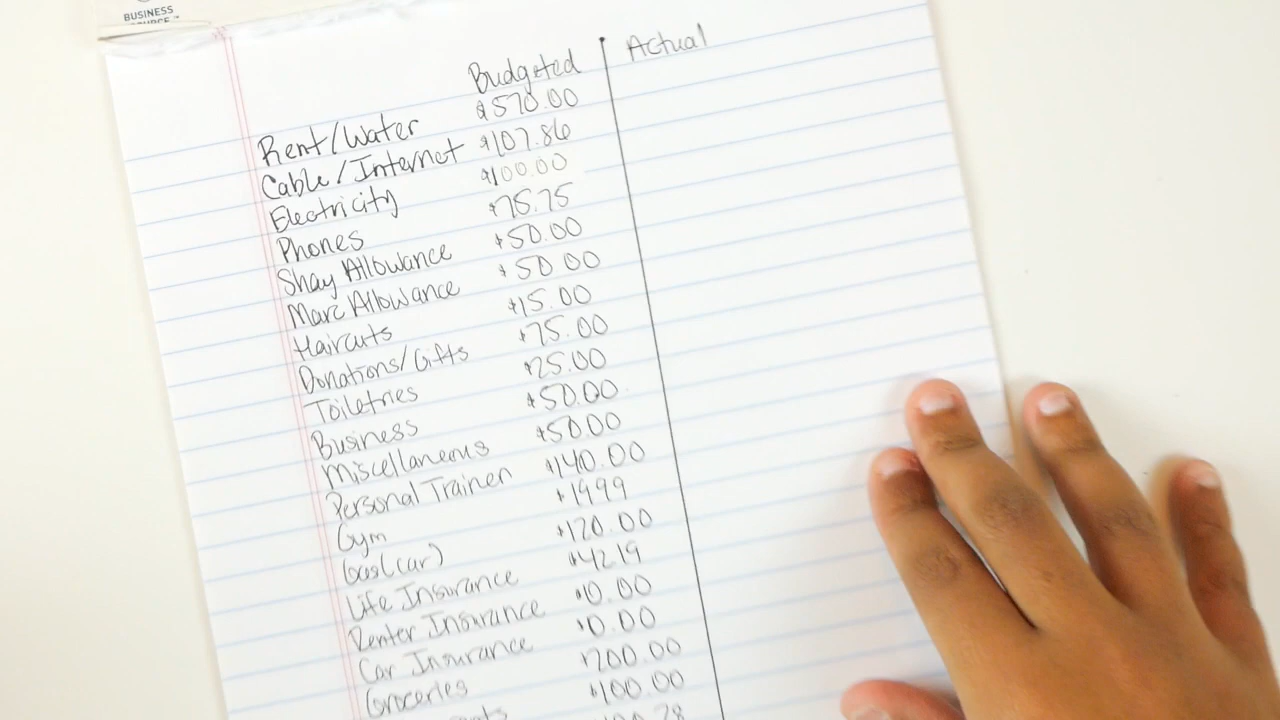 BUSINESS
Budgeted Actual
Rent/Water $570.00
Cable/Internet $107.86
Electricity $100.00
Phones $75.75
Shay Allowance $50.00
Marc Allowance $50.00
Haircuts $15.00
Donations/Gifts $75.00
Toiletries $25.00
Business $50.00
Miscellaneous $50.00
Personal Trainer $140.00
Gym $19.99
Gas(car) $120.00
Life Insurance $42.19
Renter Insurance $0.00
Car Insurance $0.00
Groceries $200.00
$100.00